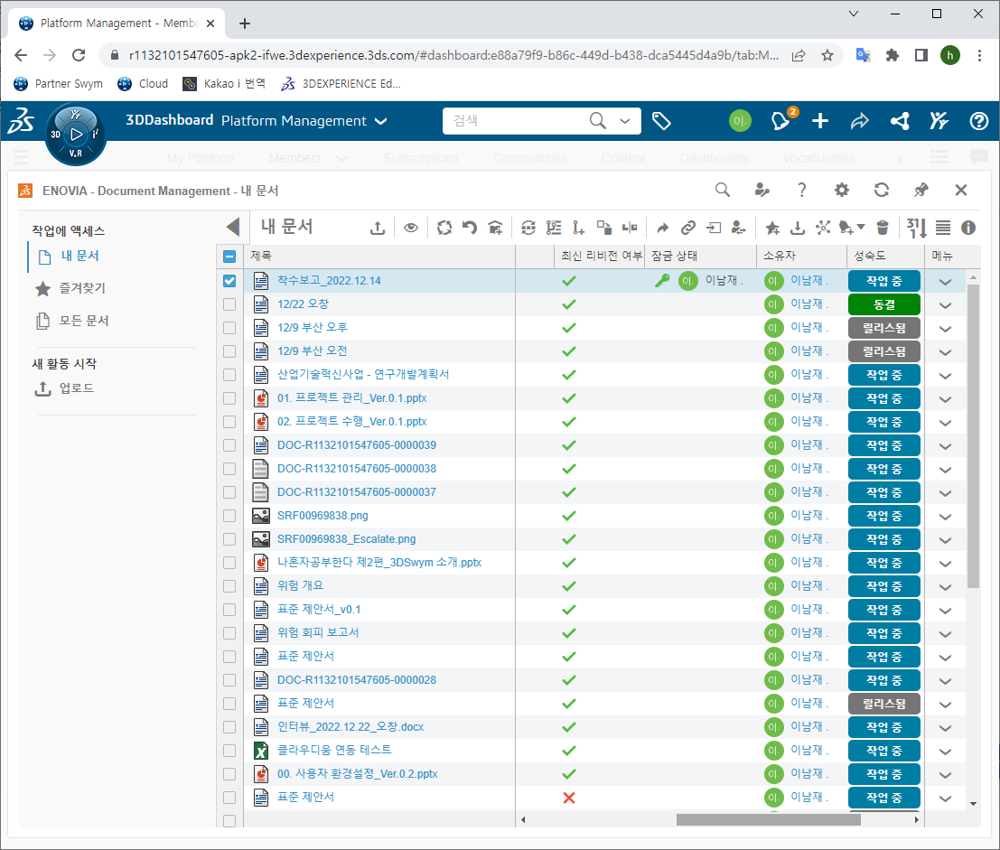 Platform Management - Membe
r1132101547605-apk2-ifwe.3dexperience.3ds.com/#dashboard:e88a79f9-b86c-449d-b438-dca5445d4a9b/tab:M...
h
Partner Swym Cloud Kakao i 번역 3DEXPERIENCE Ed...
3D V.R i²
3DDashboard Platform Management 검색 이. 2
My Platform Members Subscriptions Communities Content Dashboards Vocabularies
ENOVIA - Document Management - 내 문서
작업에 액세스
내 문서
즐겨찾기
모든 문서
새 활동 시작
업로드
내 문서
제목 최신 리비전 여부 잠금 상태 소유자 성숙도 메뉴
착수보고_2022.12.14 이. 이남재 . 이. 이남재 . 작업 중
12/22 오창 이. 이남재 . 동결
12/9 부산 오후 이. 이남재 . 릴리스됨
12/9 부산 오전 이. 이남재 . 릴리스됨
산업기술혁신사업 - 연구개발계획서 이. 이남재 . 작업 중
01. 프로젝트 관리_Ver.0.1.pptx 이. 이남재 . 작업 중
02. 프로젝트 수행_Ver.0.1.pptx 이. 이남재 . 작업 중
DOC-R1132101547605-0000039 이. 이남재 . 작업 중
DOC-R1132101547605-0000038 이. 이남재 . 작업 중
DOC-R1132101547605-0000037 이. 이남재 . 작업 중
SRF00969838.png 이. 이남재 . 작업 중
SRF00969838_Escalate.png 이. 이남재 . 작업 중
나혼자공부한다 제2편_3DSwym 소개.pptx 이. 이남재 . 작업 중
위험 개요 이. 이남재 . 작업 중
표준 제안서_v0.1 이. 이남재 . 작업 중
위험 회피 보고서 이. 이남재 . 작업 중
표준 제안서 이. 이남재 . 작업 중
DOC-R1132101547605-0000028 이. 이남재 . 작업 중
표준 제안서 이. 이남재 . 릴리스됨
인터뷰_2022.12.22_오창.docx 이. 이남재 . 작업 중
클라우디움 연동 테스트 이. 이남재 . 작업 중
00. 사용자 환경설정_Ver.0.2.pptx 이. 이남재 . 작업 중
표준 제안서 이. 이남재 . 작업 중